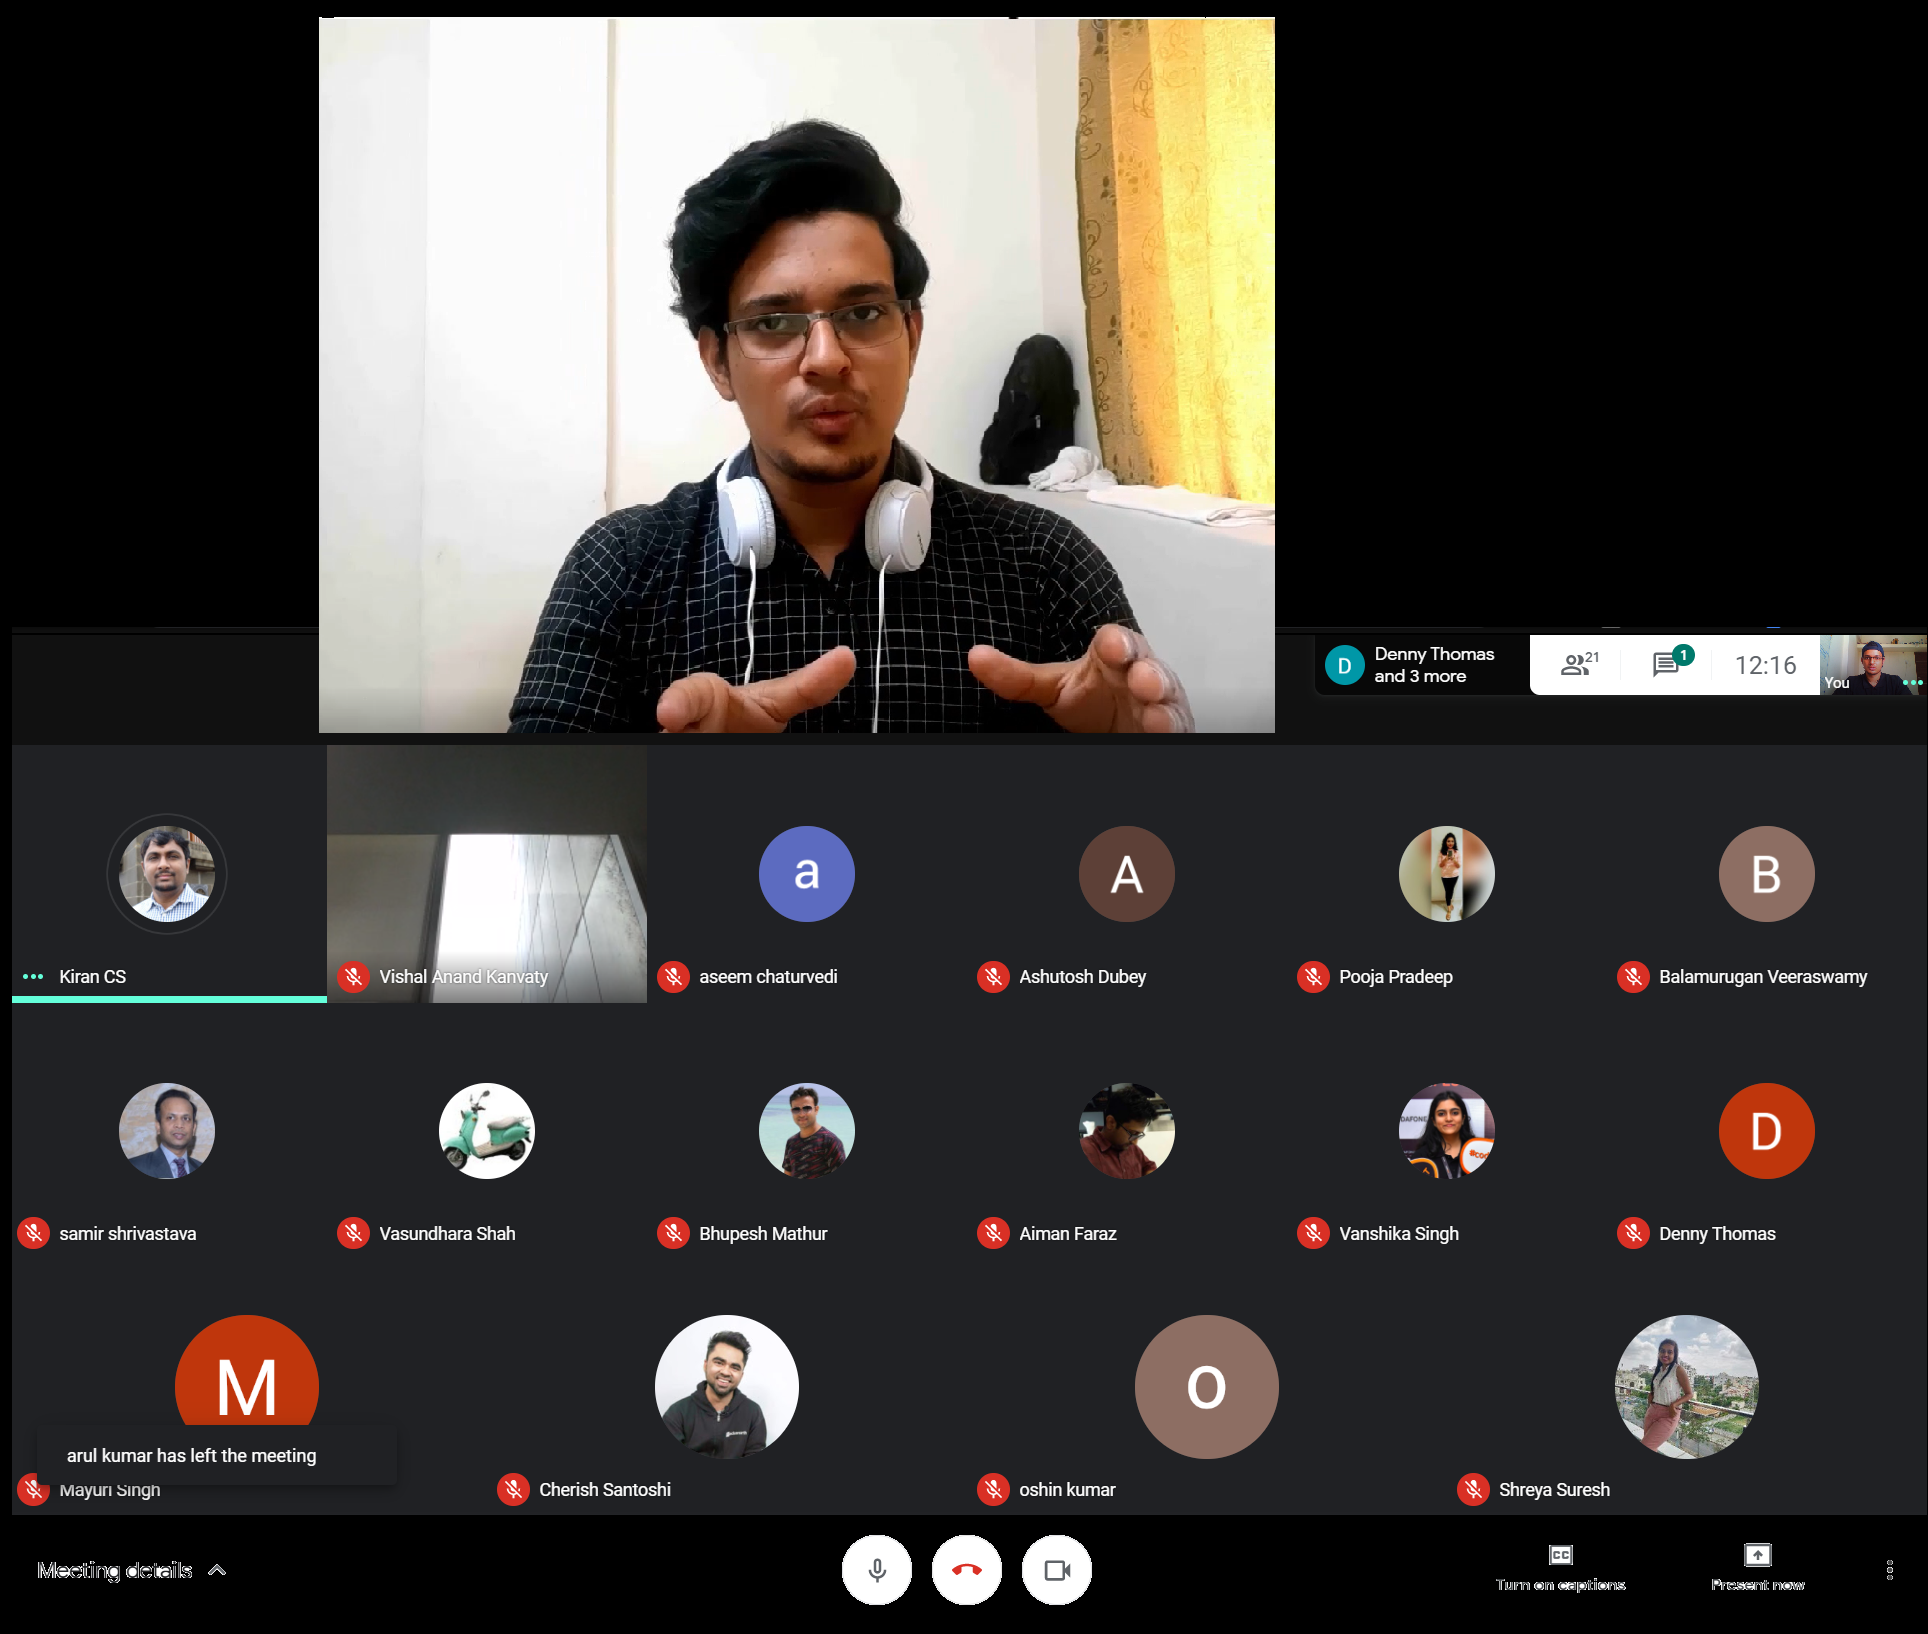 D
Denny Thomas
and 3 more
21
1
12:16
You
a
A
B
Kiran CS
Vishal Anand Kanvaty
aseem chaturvedi
Ashutosh Dubey
Pooja Pradeep
Balamurugan Veeraswamy
DAFONE
D
samir shrivastava
Vasundhara Shah
Bhupesh Mathur
Aiman Faraz
Vanshika Singh
Denny Thomas
M
o
arul kumar has left the meeting
Mayuri Singh
Cherish Santoshi
oshin kumar
Shreya Suresh
Meeting details
CC
Turn on captions
Present now